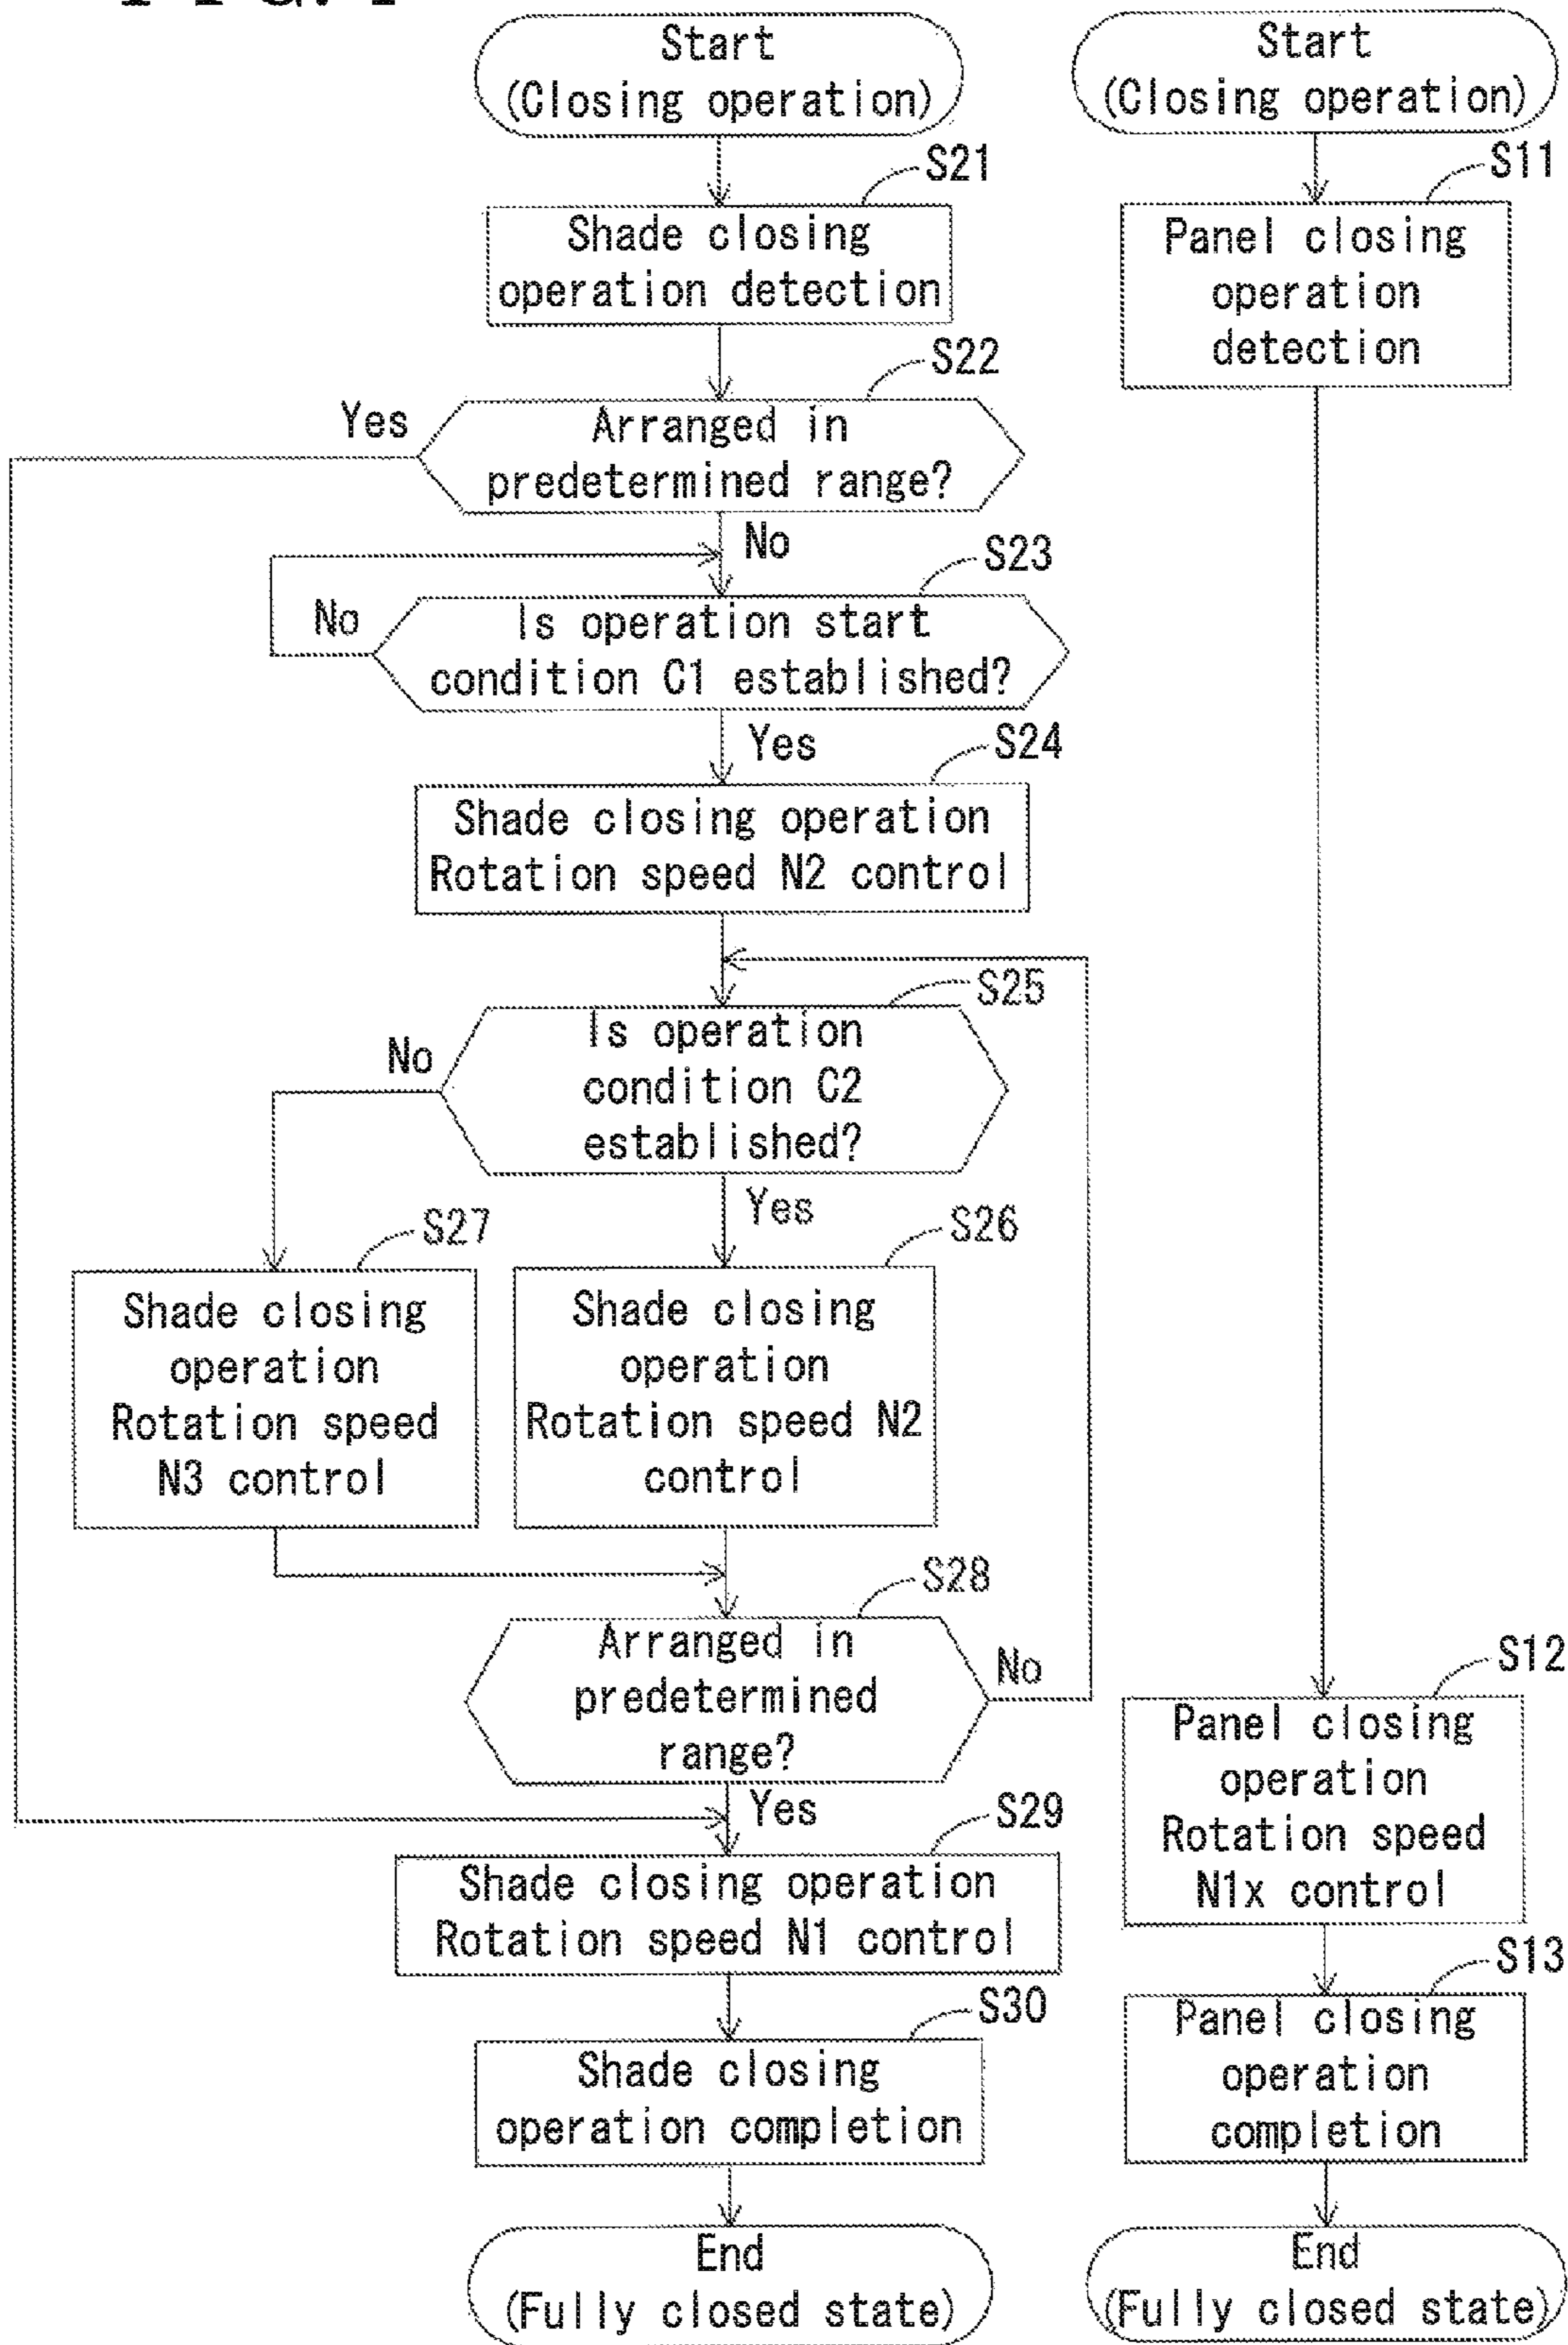 Start
(Closing operation)
S21
Shade closing
operation detection
S22
Arranged in
predetermined range?
Yes
No
S23
Is operation start
condition C1 established?
No
Yes
S24
Shade closing operation
Rotation speed N2 control
S25
Is operation
condition C2
established?
No
Yes
S27
Shade closing
operation
Rotation speed
N3 control
S26
Shade closing
operation
Rotation speed N2
control
S28
Arranged in
predetermined
range?
No
Yes
S29
Shade closing operation
Rotation speed N1 control
S30
Shade closing
operation completion
End
(Fully closed state)
Start
(Closing operation)
S11
Panel closing
operation
detection
S12
Panel closing
operation
Rotation speed
N1x control
S13
Panel closing
operation
completion
End
(Fully closed state)